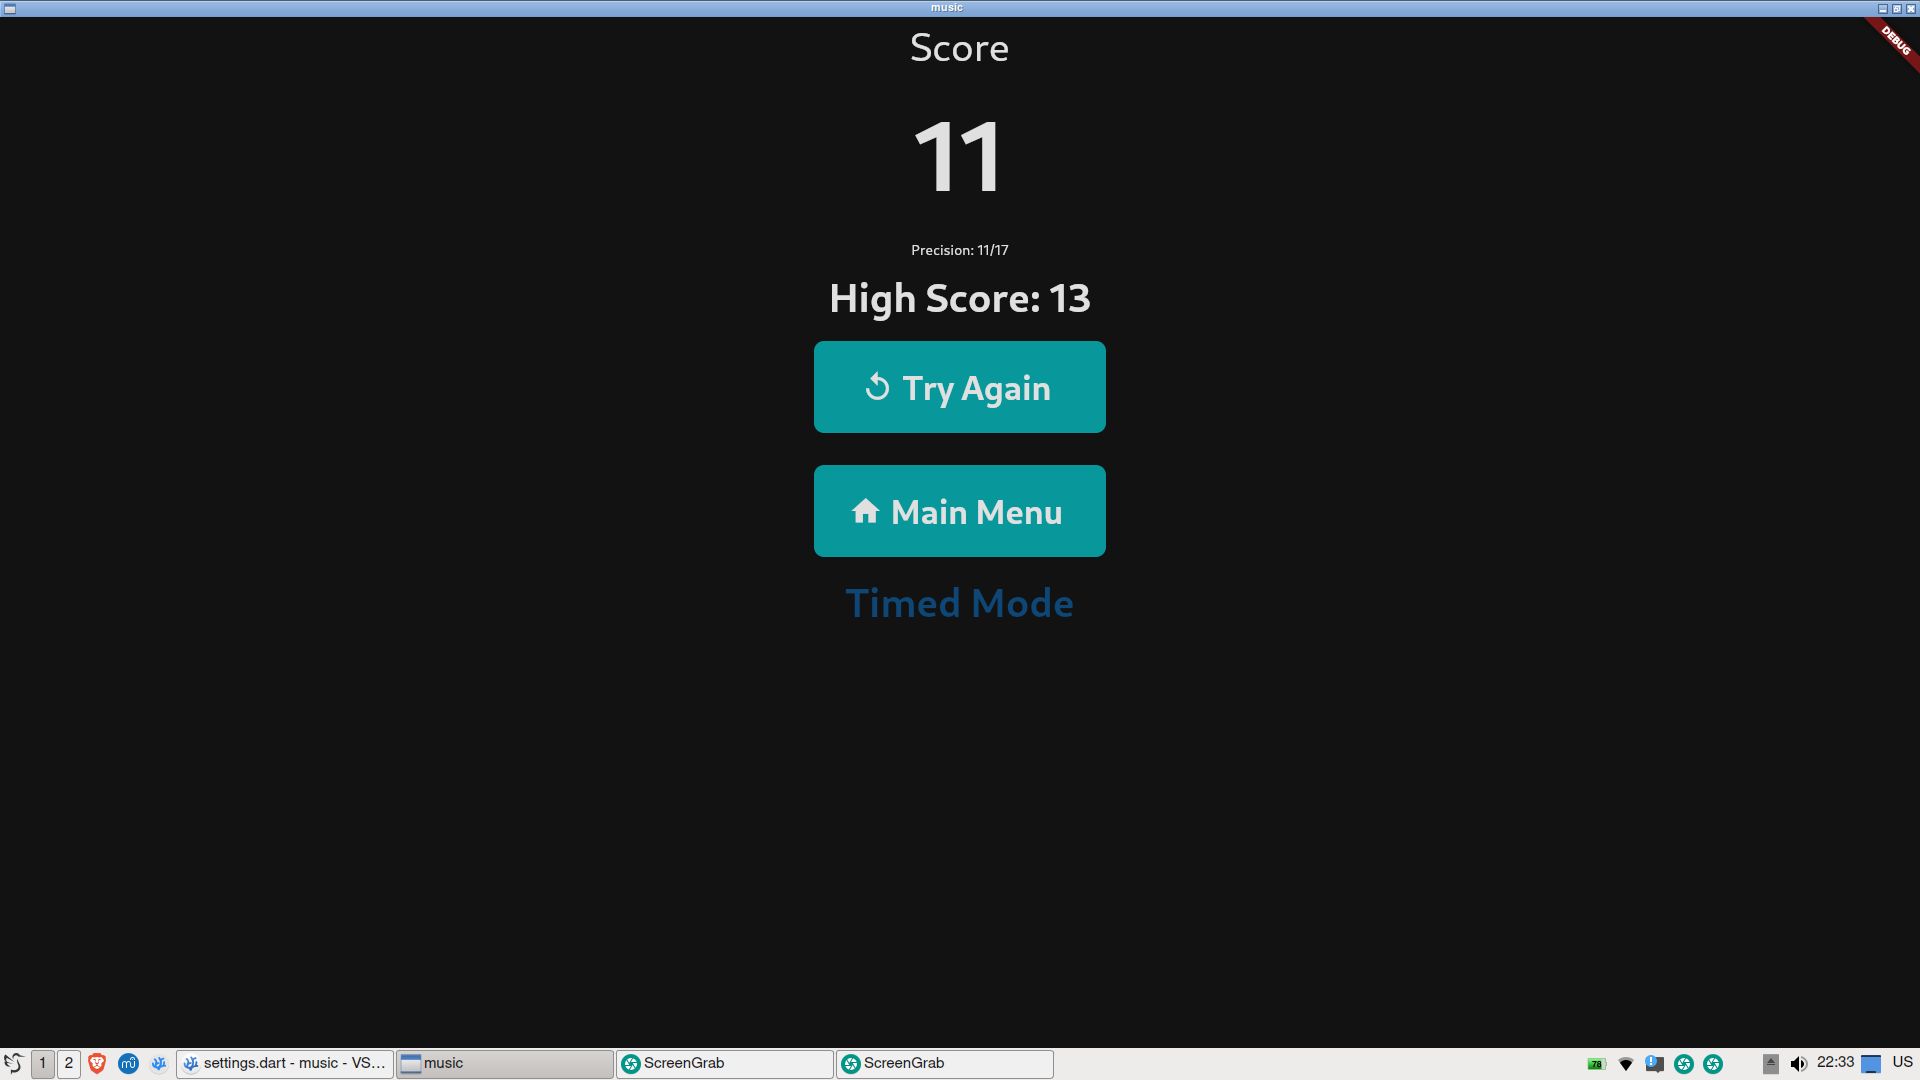 music
DEBUG
Score
11
Precision: 11/17
High Score: 13
Try Again
Main Menu
Timed Mode
1 2 settings.dart - music - VS... music ScreenGrab ScreenGrab 78 22:33 US